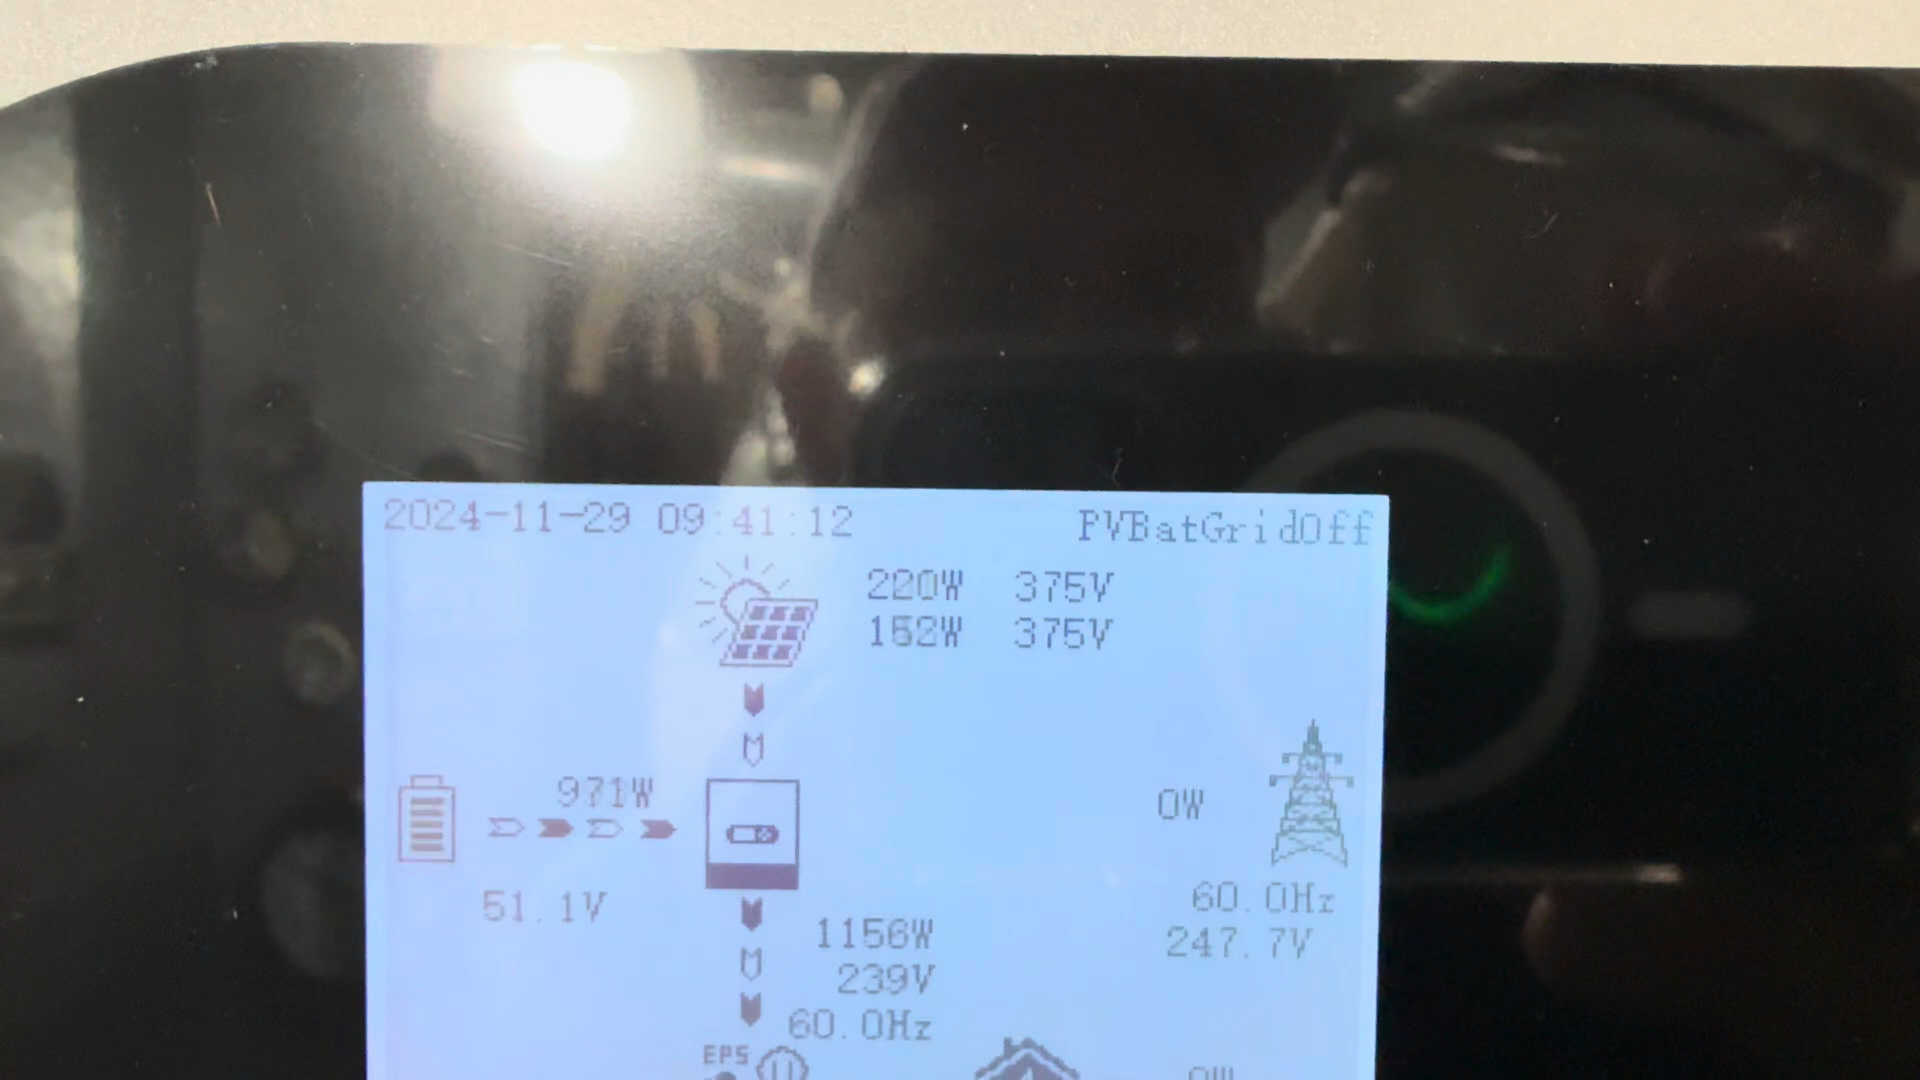 2024-11-29 09:41:12 PVBatGridOff
220W 375V
152W 375V
971W
0W
51.1V
60.0Hz
1156W
247.7V
239V
60.0Hz
EPS
0W